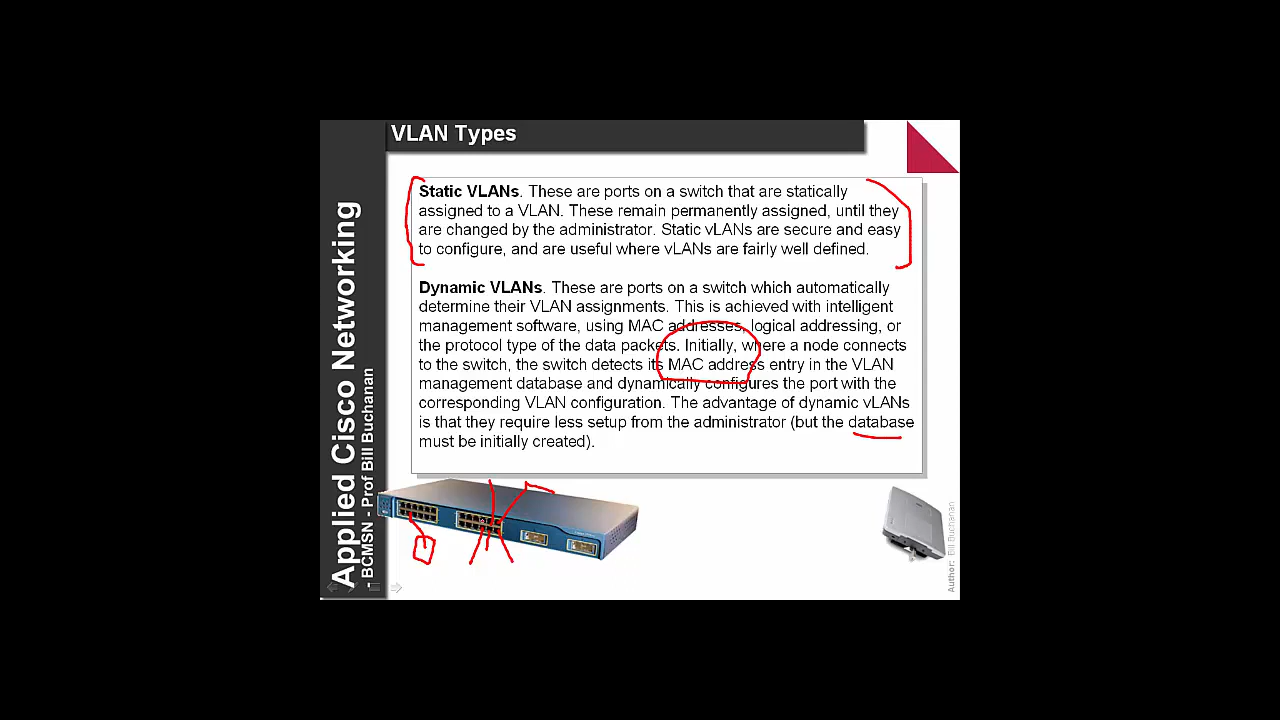 VLAN Types
Static VLANs. These are ports on a switch that are statically
assigned to a VLAN. These remain permanently assigned, until they
are changed by the administrator. Static vLANs are secure and easy
to configure, and are useful where vLANs are fairly well defined.
Dynamic VLANs. These are ports on a switch which automatically
determine their VLAN assignments. This is achieved with intelligent
management software, using MAC addresses, logical addressing, or
the protocol type of the data packets. Initially, where a node connects
to the switch, the switch detects its MAC address entry in the VLAN
management database and dynamically configures the port with the
corresponding VLAN configuration. The advantage of dynamic vLANs
is that they require less setup from the administrator (but the database
must be initially created).
Applied Cisco Networking
BCMSN - Prof Bill Buchanan
Author: Bill Buchanan